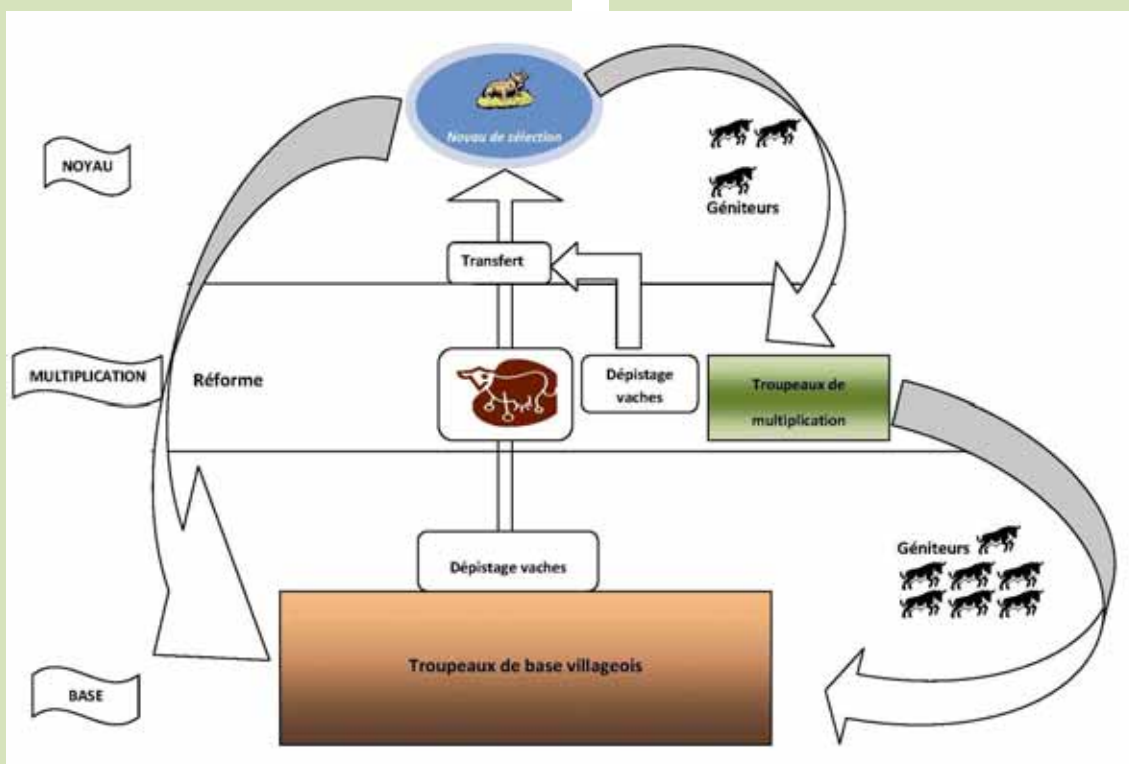 Noyau de sélection
NOYAU
Géniteurs
Transfert
MULTIPLICATION
Réforme
Dépistage
vaches
Troupeaux de
multiplication
Géniteurs
Dépistage vaches
Troupeaux de base villageois
BASE